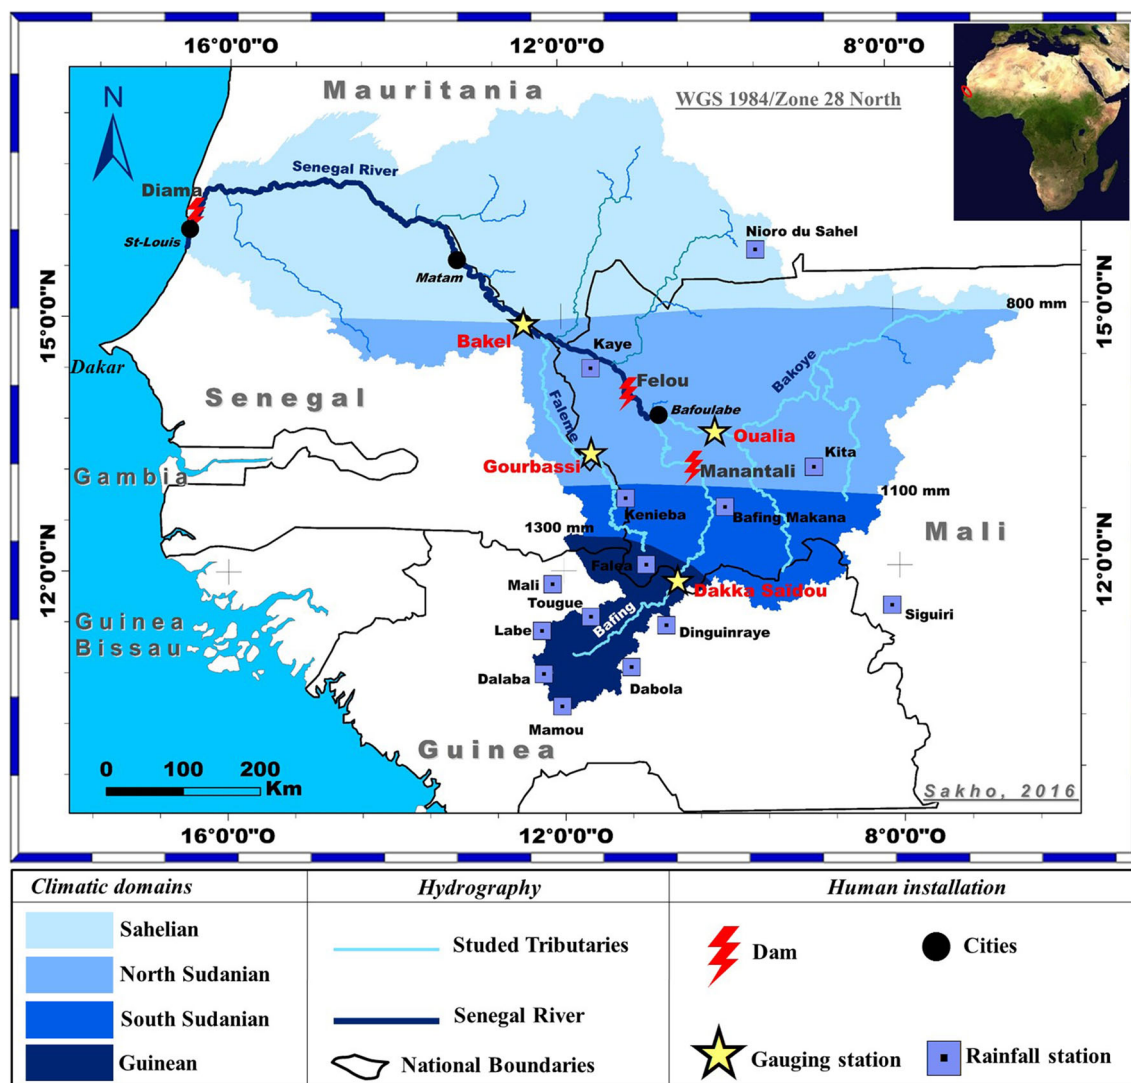 16°0'0"O 12°0'0"O 8°0'0"O
Mauritania
WGS 1984/Zone 28 North
N
Senegal River
Diama
St-Louis
Nioro du Sahel
Matam
800 mm
15°0'0"N
15°0'0"N
Bakel
Kaye
Dakar
Felou
Bakoye
Senegal
Faleme
Bafoulabe
Oualia
Gourbassi
Kita
Gambia
Manantali
1100 mm
Kenieba
Bafing Makana
1300 mm
Mali
12°0'0"N
12°0'0"N
Falea
Mali
Dakka Saidou
Tougue
Bafing
Siguiri
Guinea
Bissau
Labe
Dinguinraye
Dalaba
Dabola
Mamou
Guinea
0 100 200
Km
Sakho, 2016
16°0'0"O 12°0'0"O 8°0'0"O
Climatic domains
Sahelian
North Sudanian
South Sudanian
Guinean
Hydrography
Studed Tributaries
Senegal River
National Boundaries
Human installation
Dam
Cities
Gauging station
Rainfall station